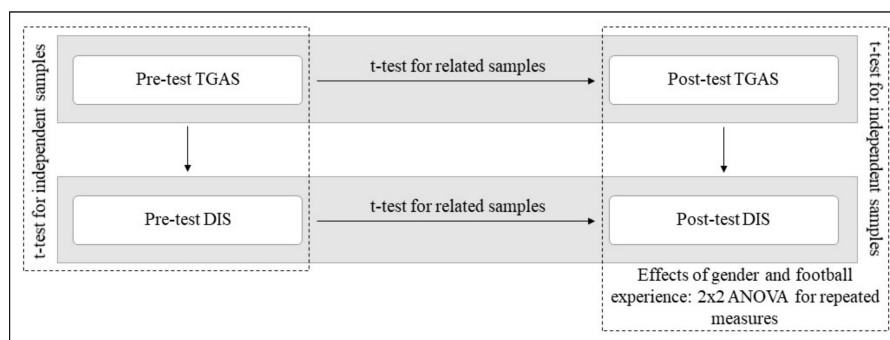 t-test for independent samples
Pre-test TGAS
t-test for related samples
Post-test TGAS
t-test for independent samples
Pre-test DIS
t-test for related samples
Post-test DIS
Effects of gender and football
experience: 2x2 ANOVA for repeated
measures